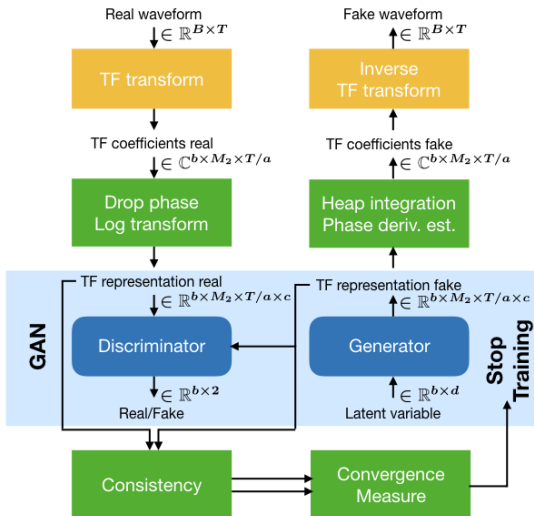 Real waveform
∈ ℝ^{B×T}
TF transform
TF coefficients real
∈ ℂ^{b×M₂×T/a}
Drop phase
Log transform
TF representation real
∈ ℝ^{b×M₂×T/a×c}
Discriminator
∈ ℝ^{b×2}
Real/Fake
Fake waveform
∈ ℝ^{B×T}
Inverse
TF transform
TF coefficients fake
∈ ℂ^{b×M₂×T/a}
Heap integration
Phase deriv. est.
TF representation fake
∈ ℝ^{b×M₂×T/a×c}
Generator
∈ ℝ^{b×d}
Latent variable
GAN
Stop
Training
Consistency
Convergence
Measure